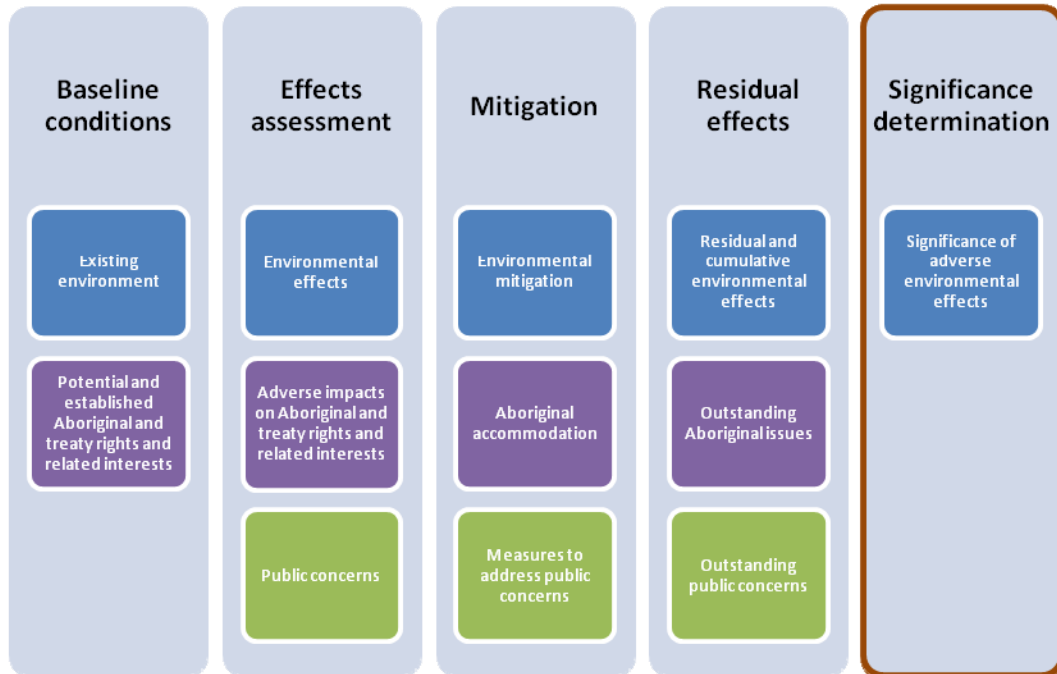 Baseline
conditions
Existing
environment
Potential and
established
Aboriginal and
treaty rights and
related interests
Effects
assessment
Environmental
effects
Adverse impacts
on Aboriginal and
treaty rights and
related interests
Public concerns
Mitigation
Environmental
mitigation
Aboriginal
accommodation
Measures to
address public
concerns
Residual
effects
Residual and
cumulative
environmental
effects
Outstanding
Aboriginal issues
Outstanding
public concerns
Significance
determination
Significance of
adverse
environmental
effects